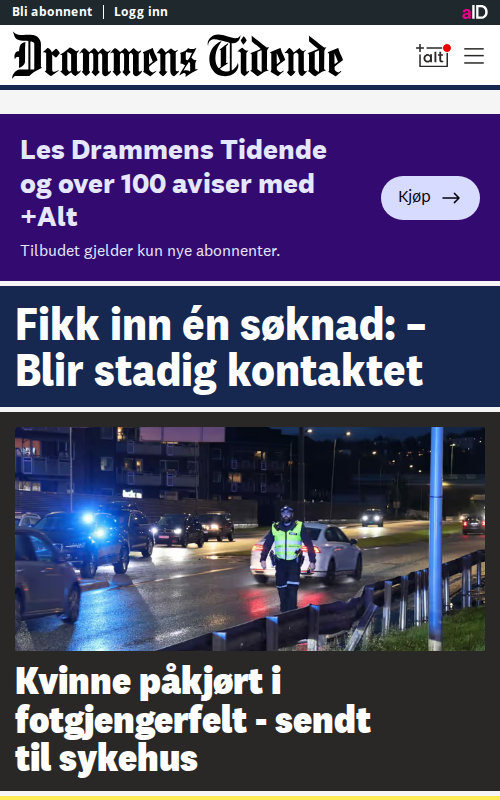 Bli abonnent | Logg inn
aID
Drammens Tidende
+alt
Les Drammens Tidende
og over 100 aviser med
+Alt
Kjøp →
Tilbudet gjelder kun nye abonnenter.
Fikk inn én søknad: –
Blir stadig kontaktet
Kvinne påkjørt i
fotgjengerfelt - sendt
til sykehus